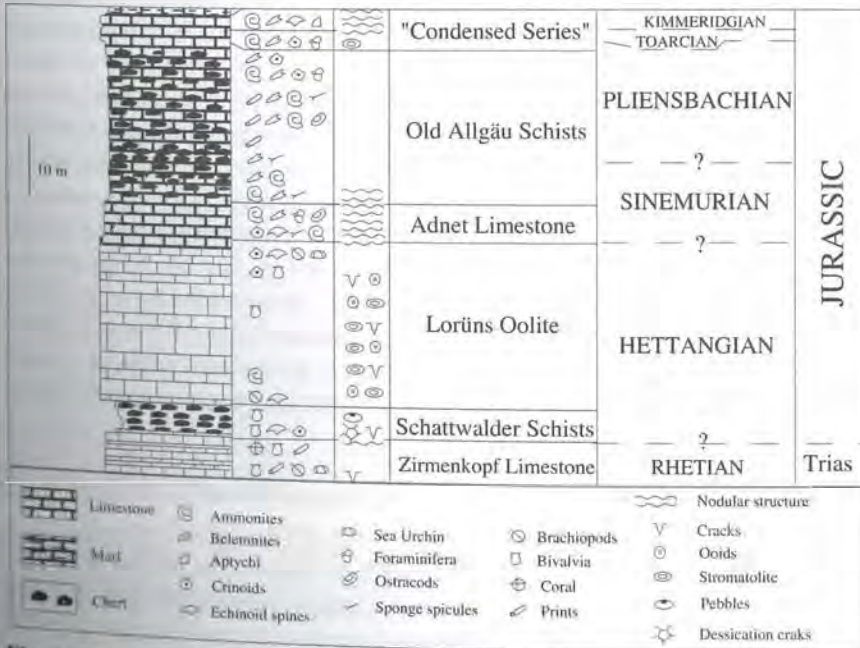 "Condensed Series"
KIMMERIDGIAN
TOARCIAN
Old Allgäu Schists
PLIENSBACHIAN
10 m
?
SINEMURIAN
Adnet Limestone
?
JURASSIC
Lorüns Oolite
HETTANGIAN
Schattwalder Schists
?
Zirmenkopf Limestone
RHETIAN
Trias
Limestone
Marl
Chert
Ammonites
Belemnites
Aptychi
Crinoids
Echinoid spines
Sea Urchin
Foraminifera
Ostracods
Sponge spicules
Brachiopods
Bivalvia
Coral
Prints
Nodular structure
Cracks
Ooids
Stromatolite
Pebbles
Dessication craks